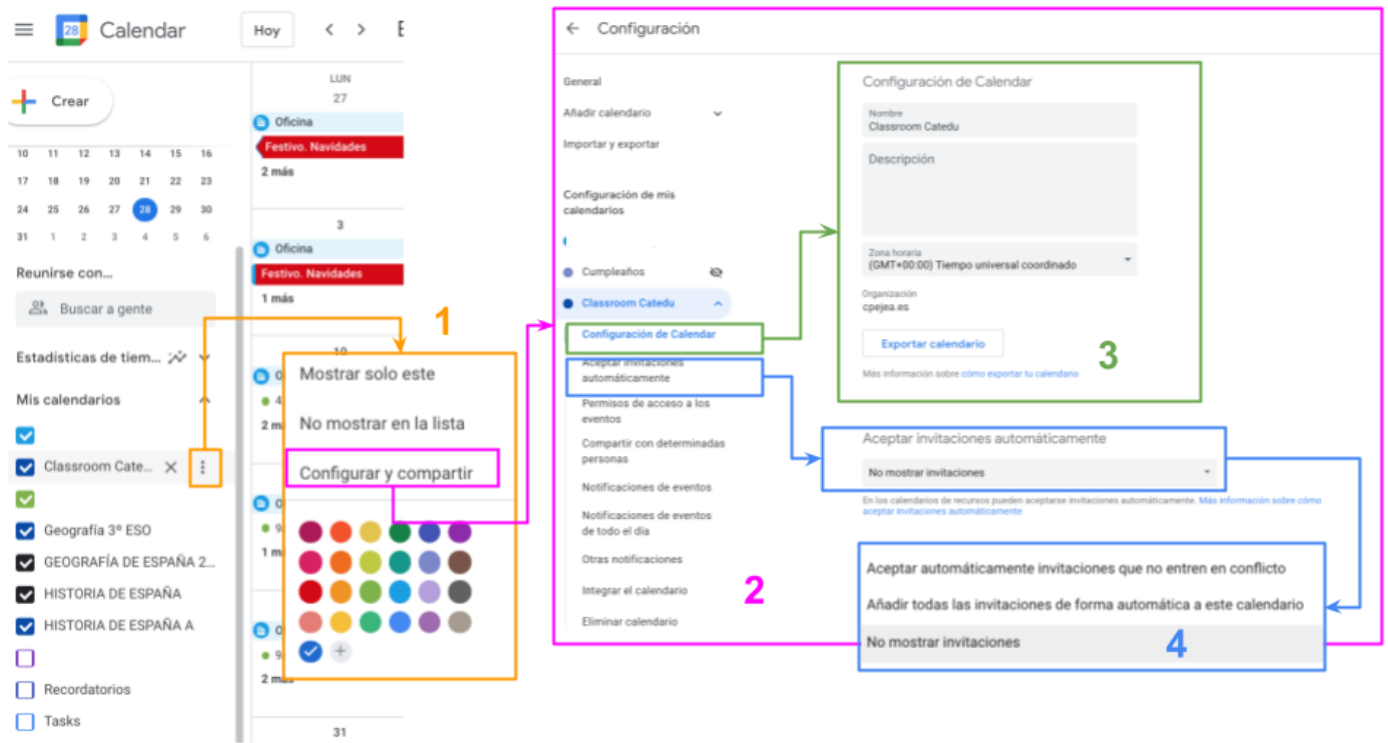 28 Calendar
Hoy
E
Crear
10 11 12 13 14 15 16
17 18 19 20 21 22 23
24 25 26 27 28 29 30
31 1 2 3 4 5 6
Reunirse con...
Buscar a gente
Estadísticas de tiem...
Mis calendarios
Classroom Cate...
Geografía 3º ESO
GEOGRAFÍA DE ESPAÑA 2...
HISTORIA DE ESPAÑA
HISTORIA DE ESPAÑA A
Recordatorios
Tasks
LUN
27
Oficina
Festivo. Navidades
2 más
3
Oficina
Festivo. Navidades
1 más
10
2 más
31
1
Mostrar solo este
No mostrar en la lista
Configurar y compartir
Configuración
General
Añadir calendario
Importar y exportar
Configuración de mis
calendarios
Cumpleaños
Classroom Catedu
Configuración de Calendar
Aceptar invitaciones
automáticamente
Permisos de acceso a los
eventos
Compartir con determinadas
personas
Notificaciones de eventos
Notificaciones de eventos
de todo el día
Otras notificaciones
Integrar el calendario
Eliminar calendario
2
Configuración de Calendar
Nombre
Classroom Catedu
Descripción
Zona horaria
(GMT+00:00) Tiempo universal coordinado
Organización
cpejea.es
Exportar calendario
Más información sobre cómo exportar tu calendario
3
Aceptar invitaciones automáticamente
No mostrar invitaciones
En los calendarios de recursos pueden aceptarse invitaciones automáticamente. Más información sobre cómo
aceptar invitaciones automáticamente
Aceptar automáticamente invitaciones que no entren en conflicto
Añadir todas las invitaciones de forma automática a este calendario
No mostrar invitaciones
4